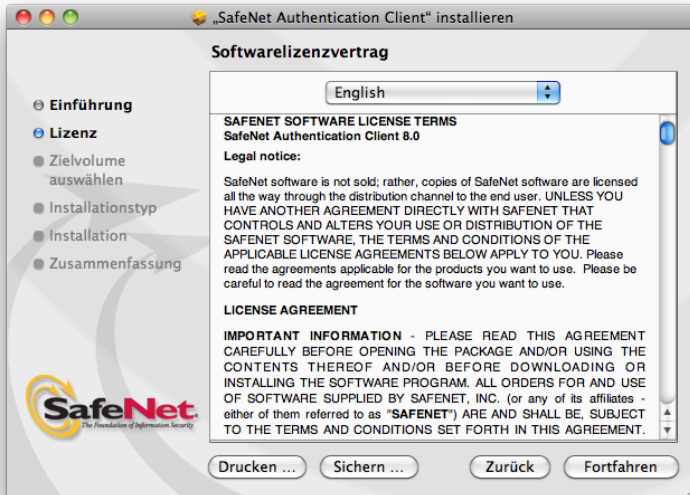 „SafeNet Authentication Client“ installieren
Softwarelizenzvertrag
Einführung
Lizenz
Zielvolume
auswählen
Installationstyp
Installation
Zusammenfassung
English
SAFENET SOFTWARE LICENSE TERMS
SafeNet Authentication Client 8.0
Legal notice:
SafeNet software is not sold; rather, copies of SafeNet software are licensed
all the way through the distribution channel to the end user. UNLESS YOU
HAVE ANOTHER AGREEMENT DIRECTLY WITH SAFENET THAT
CONTROLS AND ALTERS YOUR USE OR DISTRIBUTION OF THE
SAFENET SOFTWARE, THE TERMS AND CONDITIONS OF THE
APPLICABLE LICENSE AGREEMENTS BELOW APPLY TO YOU. Please
read the agreements applicable for the products you want to use. Please be
careful to read the agreement for the software you want to use.
LICENSE AGREEMENT
IMPORTANT INFORMATION - PLEASE READ THIS AGREEMENT
CAREFULLY BEFORE OPENING THE PACKAGE AND/OR USING THE
CONTENTS THEREOF AND/OR BEFORE DOWNLOADING OR
INSTALLING THE SOFTWARE PROGRAM. ALL ORDERS FOR AND USE
OF SOFTWARE SUPPLIED BY SAFENET, INC. (or any of its affiliates -
either of them referred to as "SAFENET") ARE AND SHALL BE, SUBJECT
TO THE TERMS AND CONDITIONS SET FORTH IN THIS AGREEMENT.
SafeNet.
The Foundation of Information Security
Drucken ...
Sichern ...
Zurück
Fortfahren